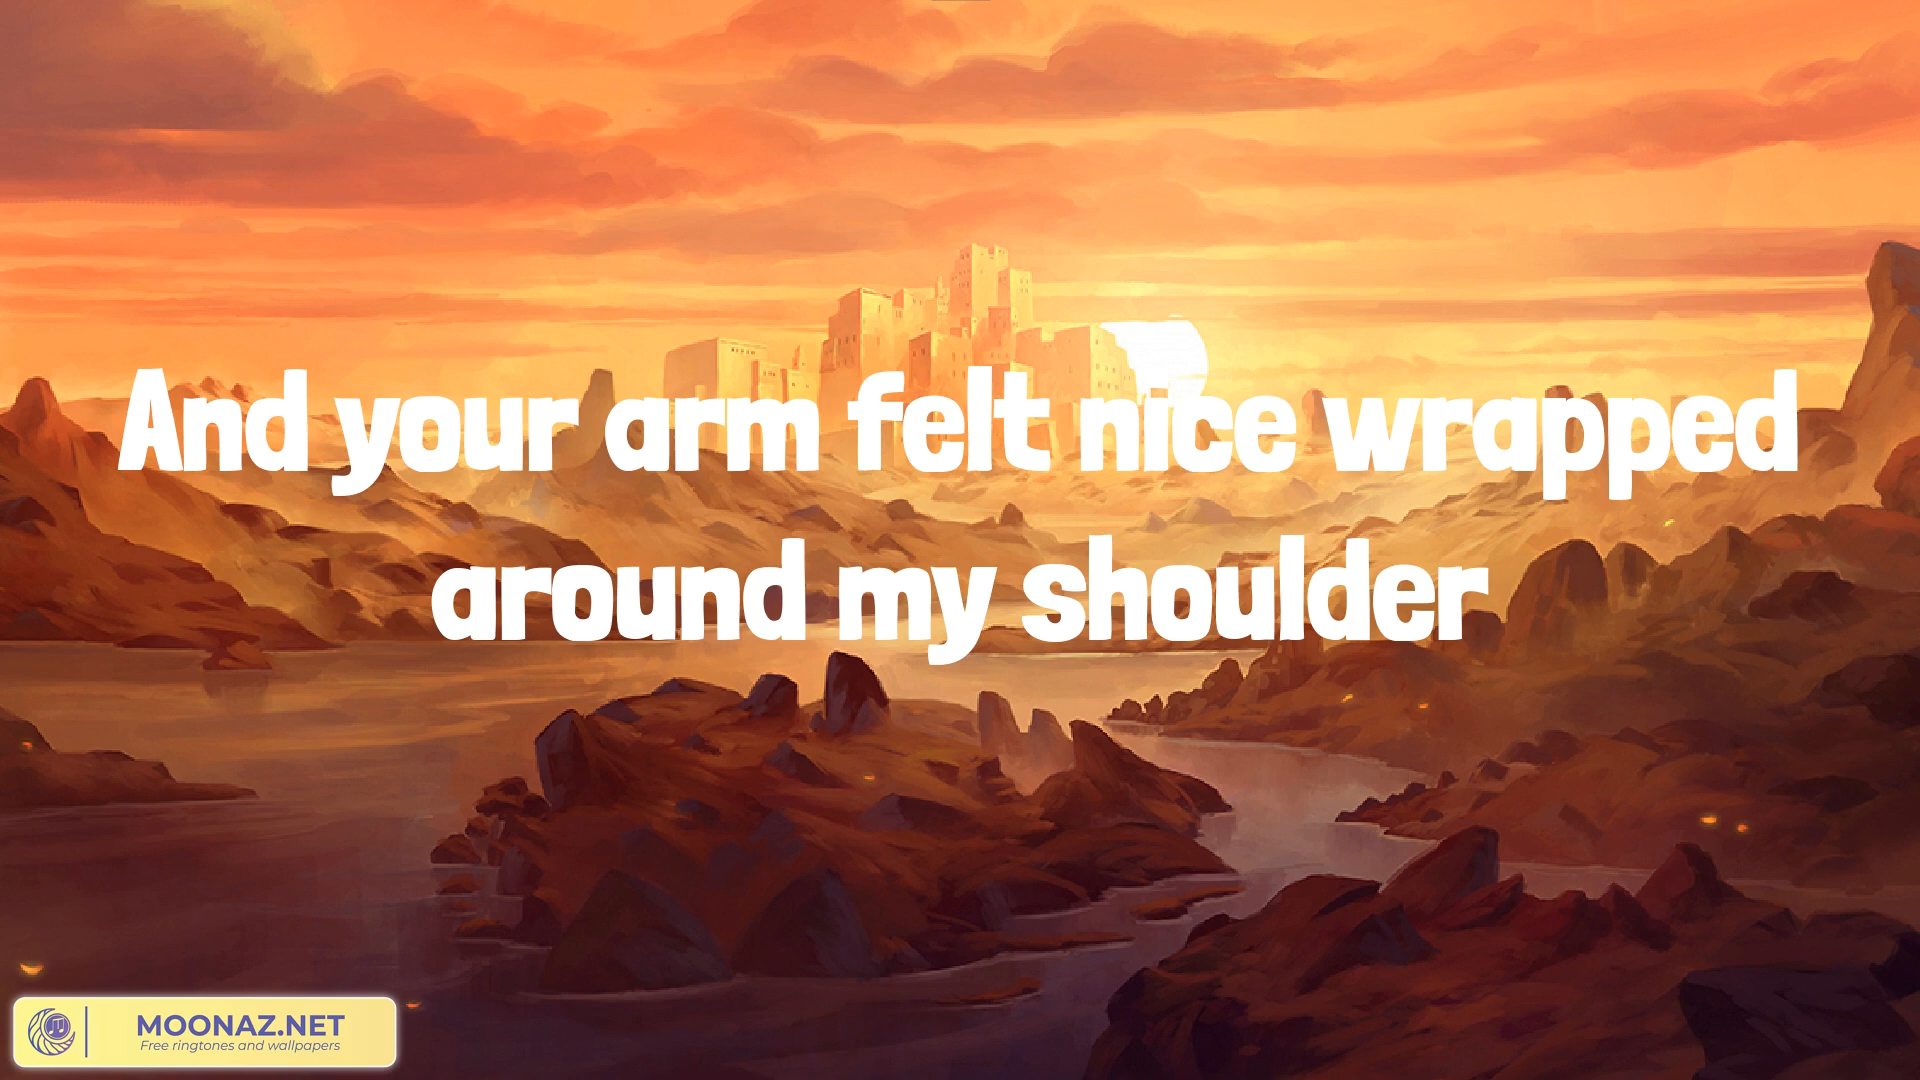 And your arm felt nice wrapped
around my shoulder
MOONAZ.NET
Free ringtones and wallpapers